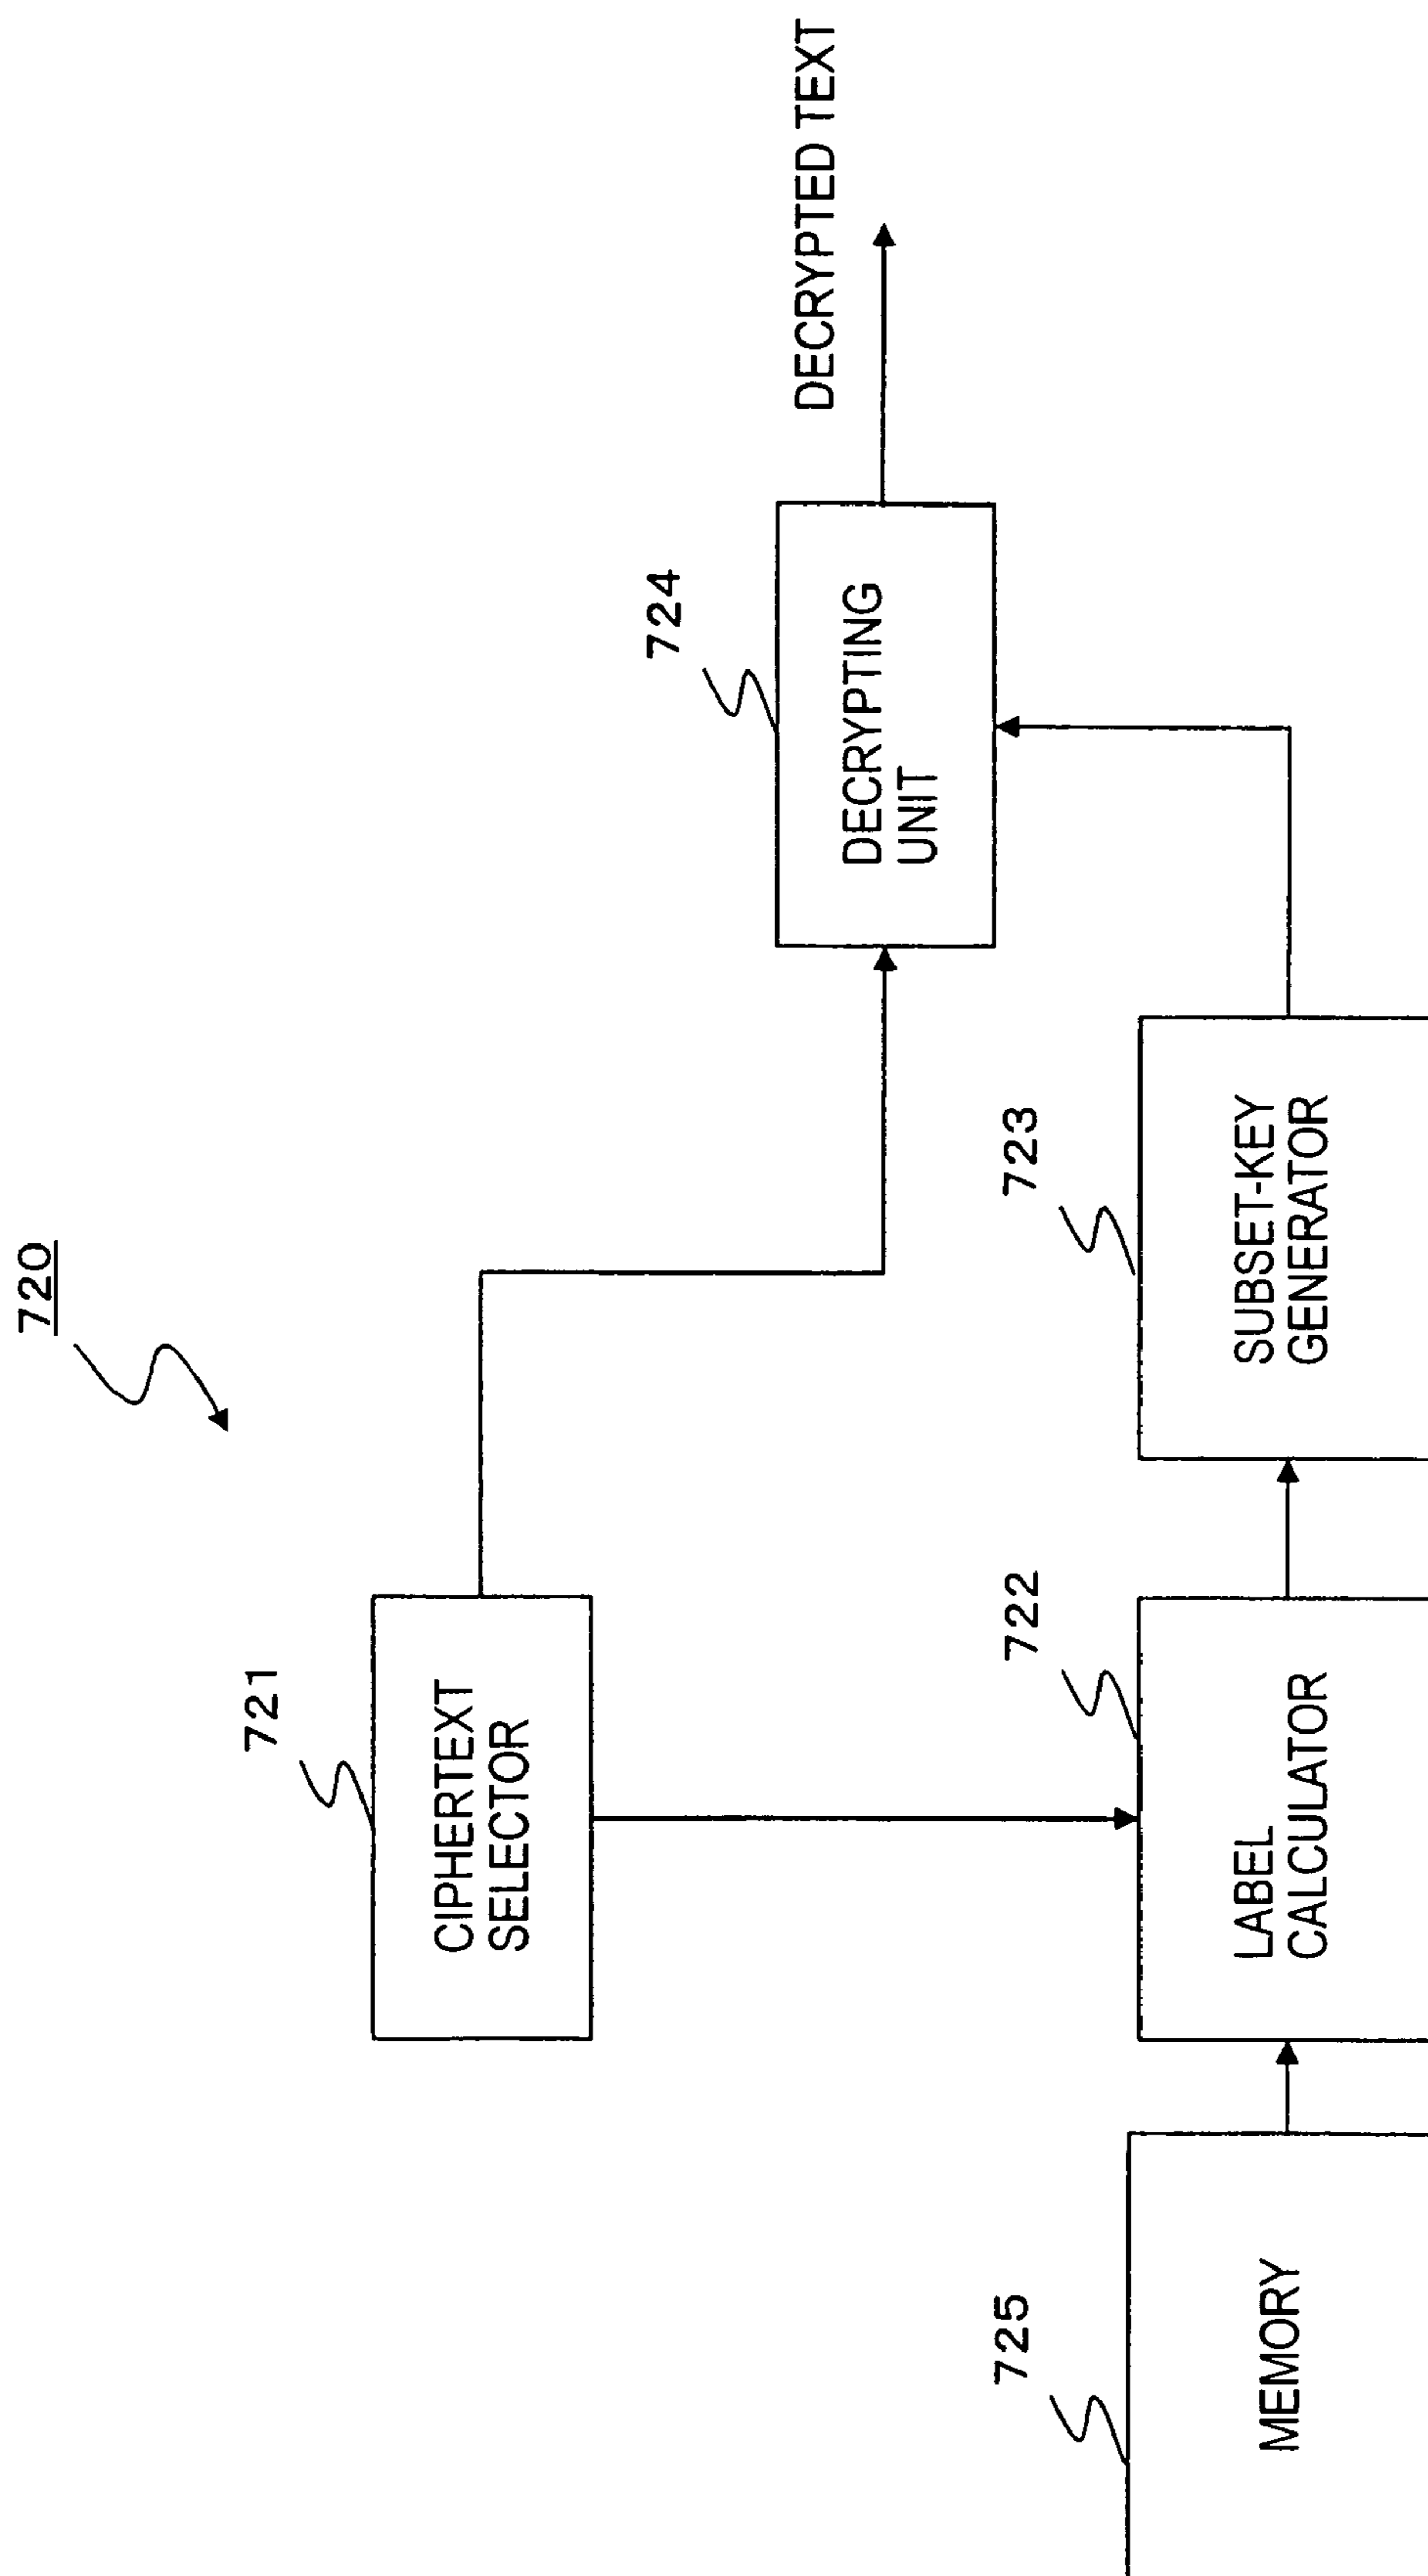 720
721
CIPHERTEXT
SELECTOR
724
DECRYPTING
UNIT
DECRYPTED TEXT
725
MEMORY
722
LABEL
CALCULATOR
723
SUBSET-KEY
GENERATOR